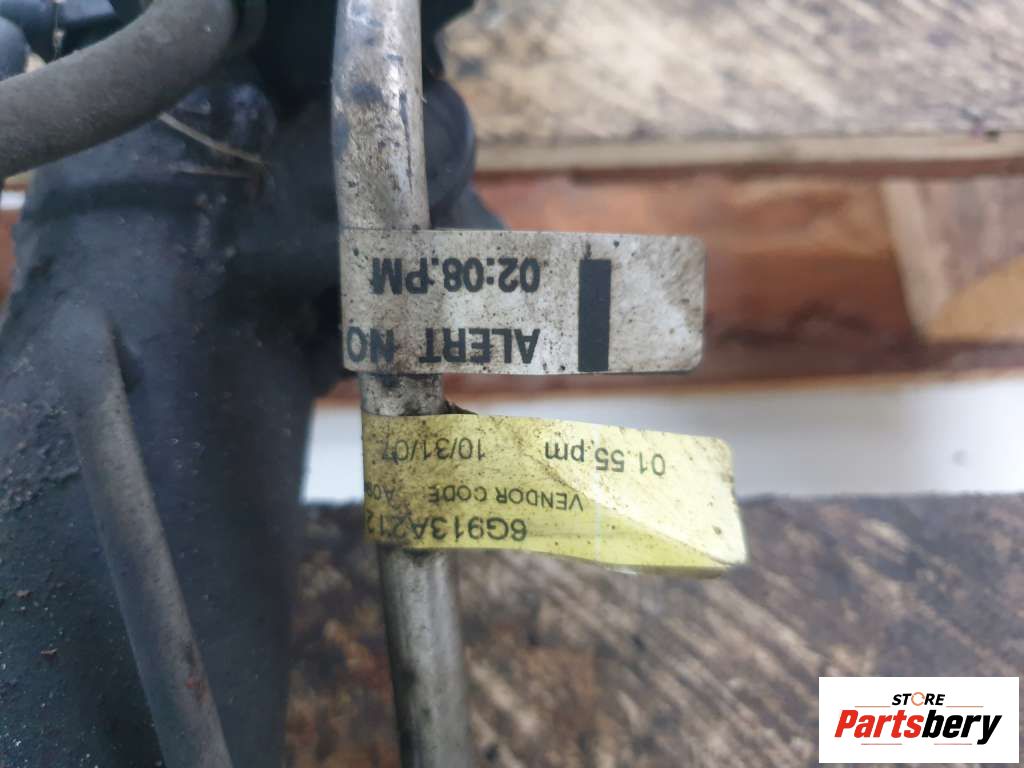 ALERT NO
02:08.PM
6G913A212
VENDOR CODE
01.55.pm 10/31/07
STORE
Partsbery